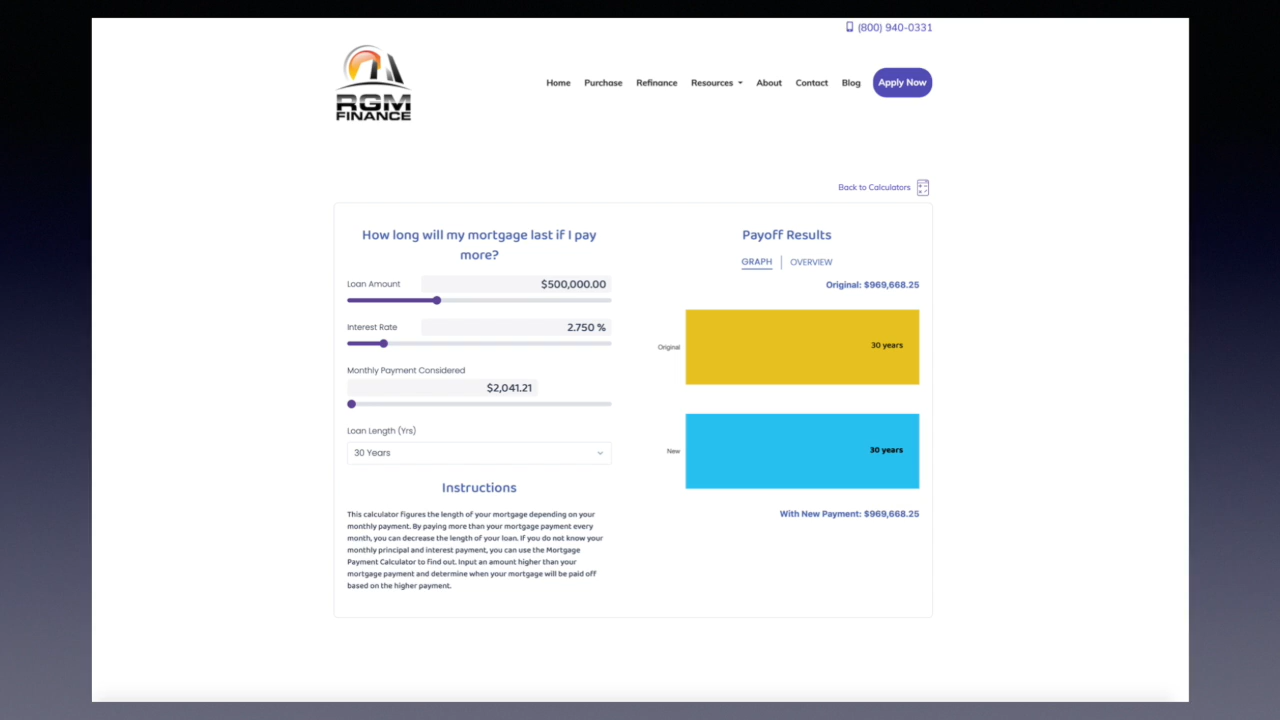 (800) 940-0331
RGM
FINANCE
Home Purchase Refinance Resources About Contact Blog Apply Now
Back to Calculators
How long will my mortgage last if I pay
more?
Loan Amount $500,000.00
Interest Rate 2.750 %
Monthly Payment Considered
$2,041.21
Loan Length (Yrs)
30 Years
Instructions
This calculator figures the length of your mortgage depending on your
monthly payment. By paying more than your mortgage payment every
month, you can decrease the length of your loan. If you do not know your
monthly principal and interest payment, you can use the Mortgage
Payment Calculator to find out. Input an amount higher than your
mortgage payment and determine when your mortgage will be paid off
based on the higher payment.
Payoff Results
GRAPH OVERVIEW
Original: $969,668.25
Original 30 years
New 30 years
With New Payment: $969,668.25